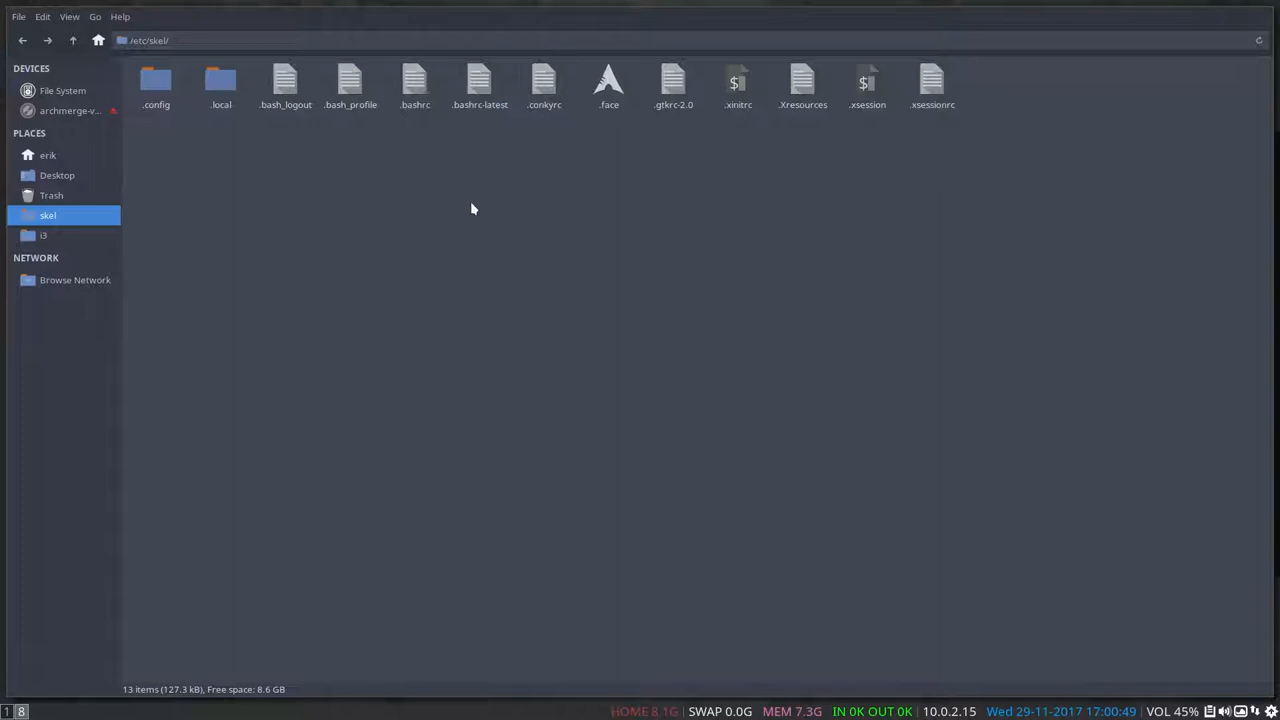 File Edit View Go Help
/etc/skel/
DEVICES
File System
archmerge-v...
PLACES
erik
Desktop
Trash
skel
i3
NETWORK
Browse Network
.config .local .bash_logout .bash_profile .bashrc .bashrc-latest .conkyrc .face .gtkrc-2.0 .xinitrc .Xresources .xsession .xsessionrc
13 items (127.3 kB), Free space: 8.6 GB
1 8 HOME 8.1G SWAP 0.0G MEM 7.3G IN 0K OUT 0K 10.0.2.15 Wed 29-11-2017 17:00:49 VOL 45%